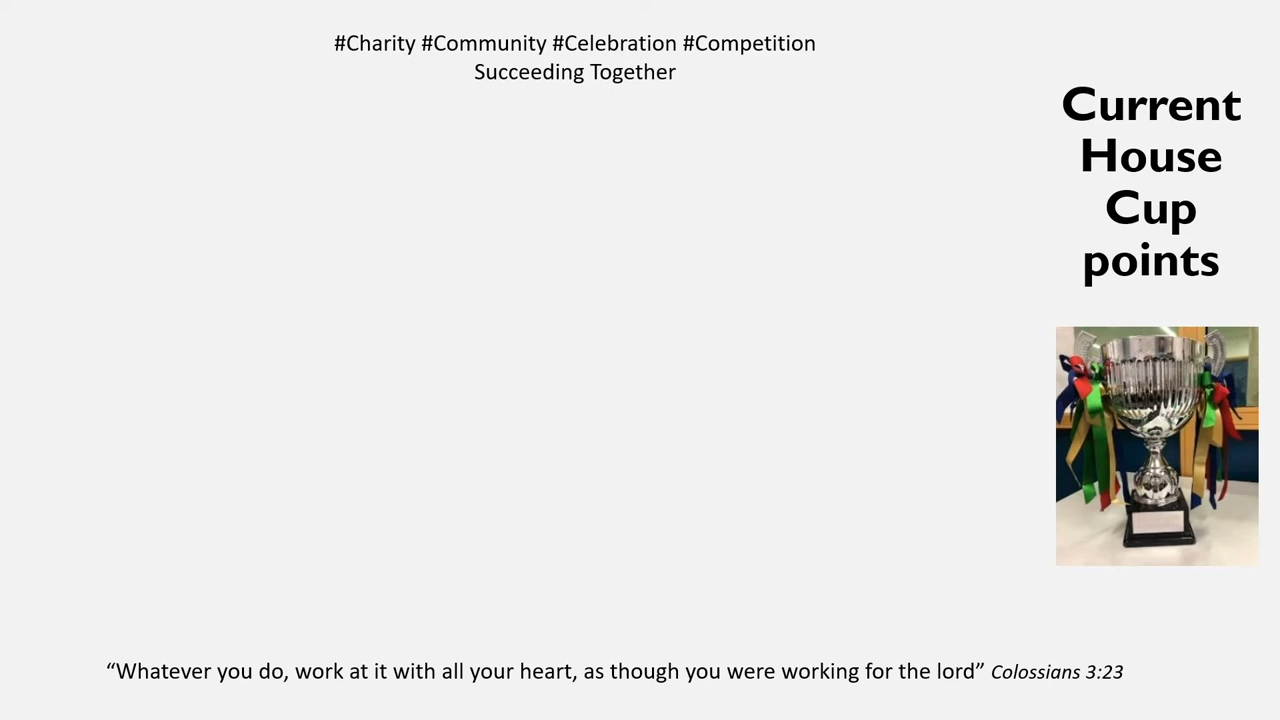 #Charity #Community #Celebration #Competition
Succeeding Together
Current
House
Cup
points
“Whatever you do, work at it with all your heart, as though you were working for the lord” Colossians 3:23